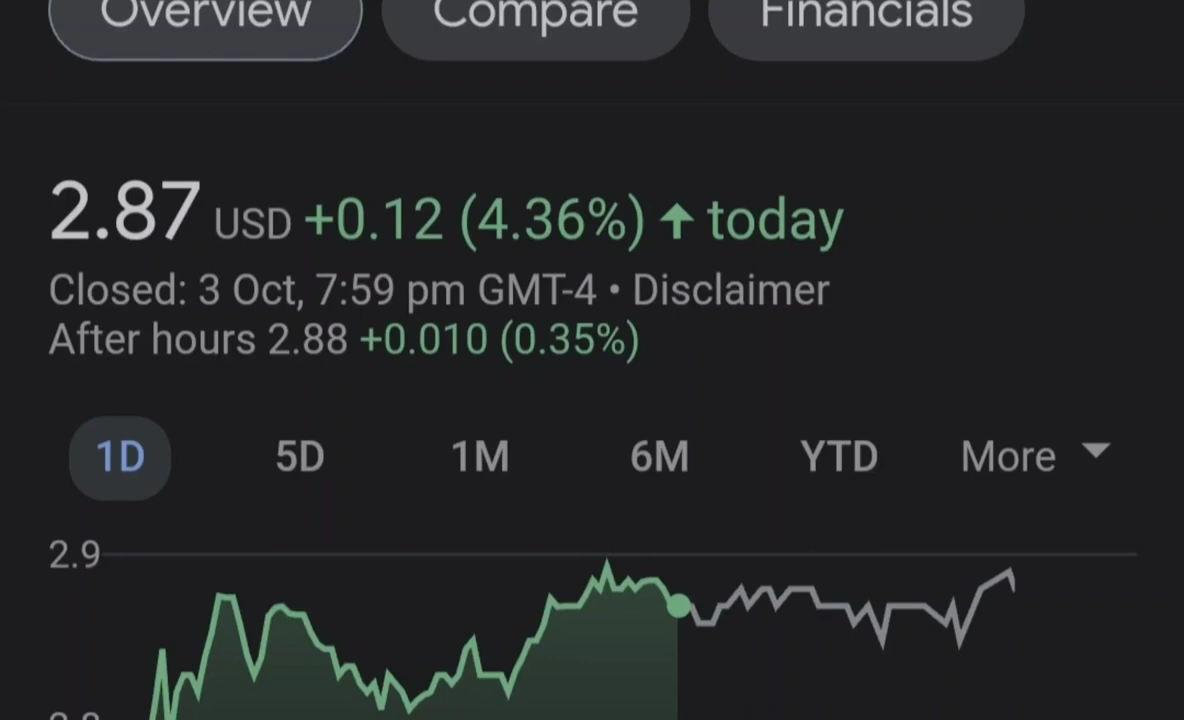 Overview Compare Financials
2.87 USD +0.12 (4.36%) ↑ today
Closed: 3 Oct, 7:59 pm GMT-4 • Disclaimer
After hours 2.88 +0.010 (0.35%)
1D 5D 1M 6M YTD More
2.9